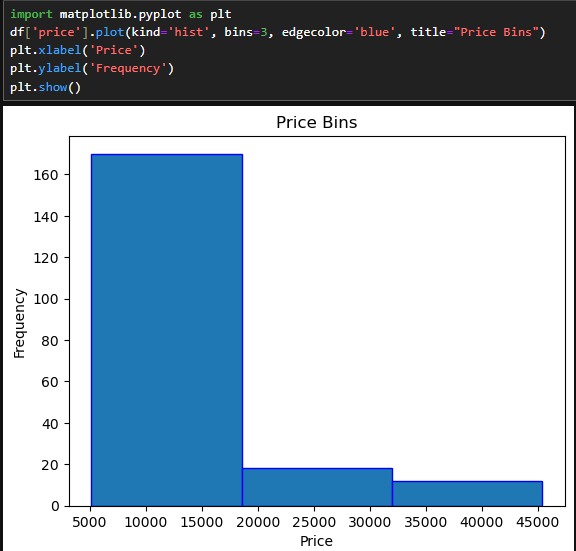 import matplotlib.pyplot as plt
df['price'].plot(kind='hist', bins=3, edgecolor='blue', title="Price Bins")
plt.xlabel('Price')
plt.ylabel('Frequency')
plt.show()
Price Bins
160
140
120
100
80
60
40
20
0
Frequency
5000 10000 15000 20000 25000 30000 35000 40000 45000
Price